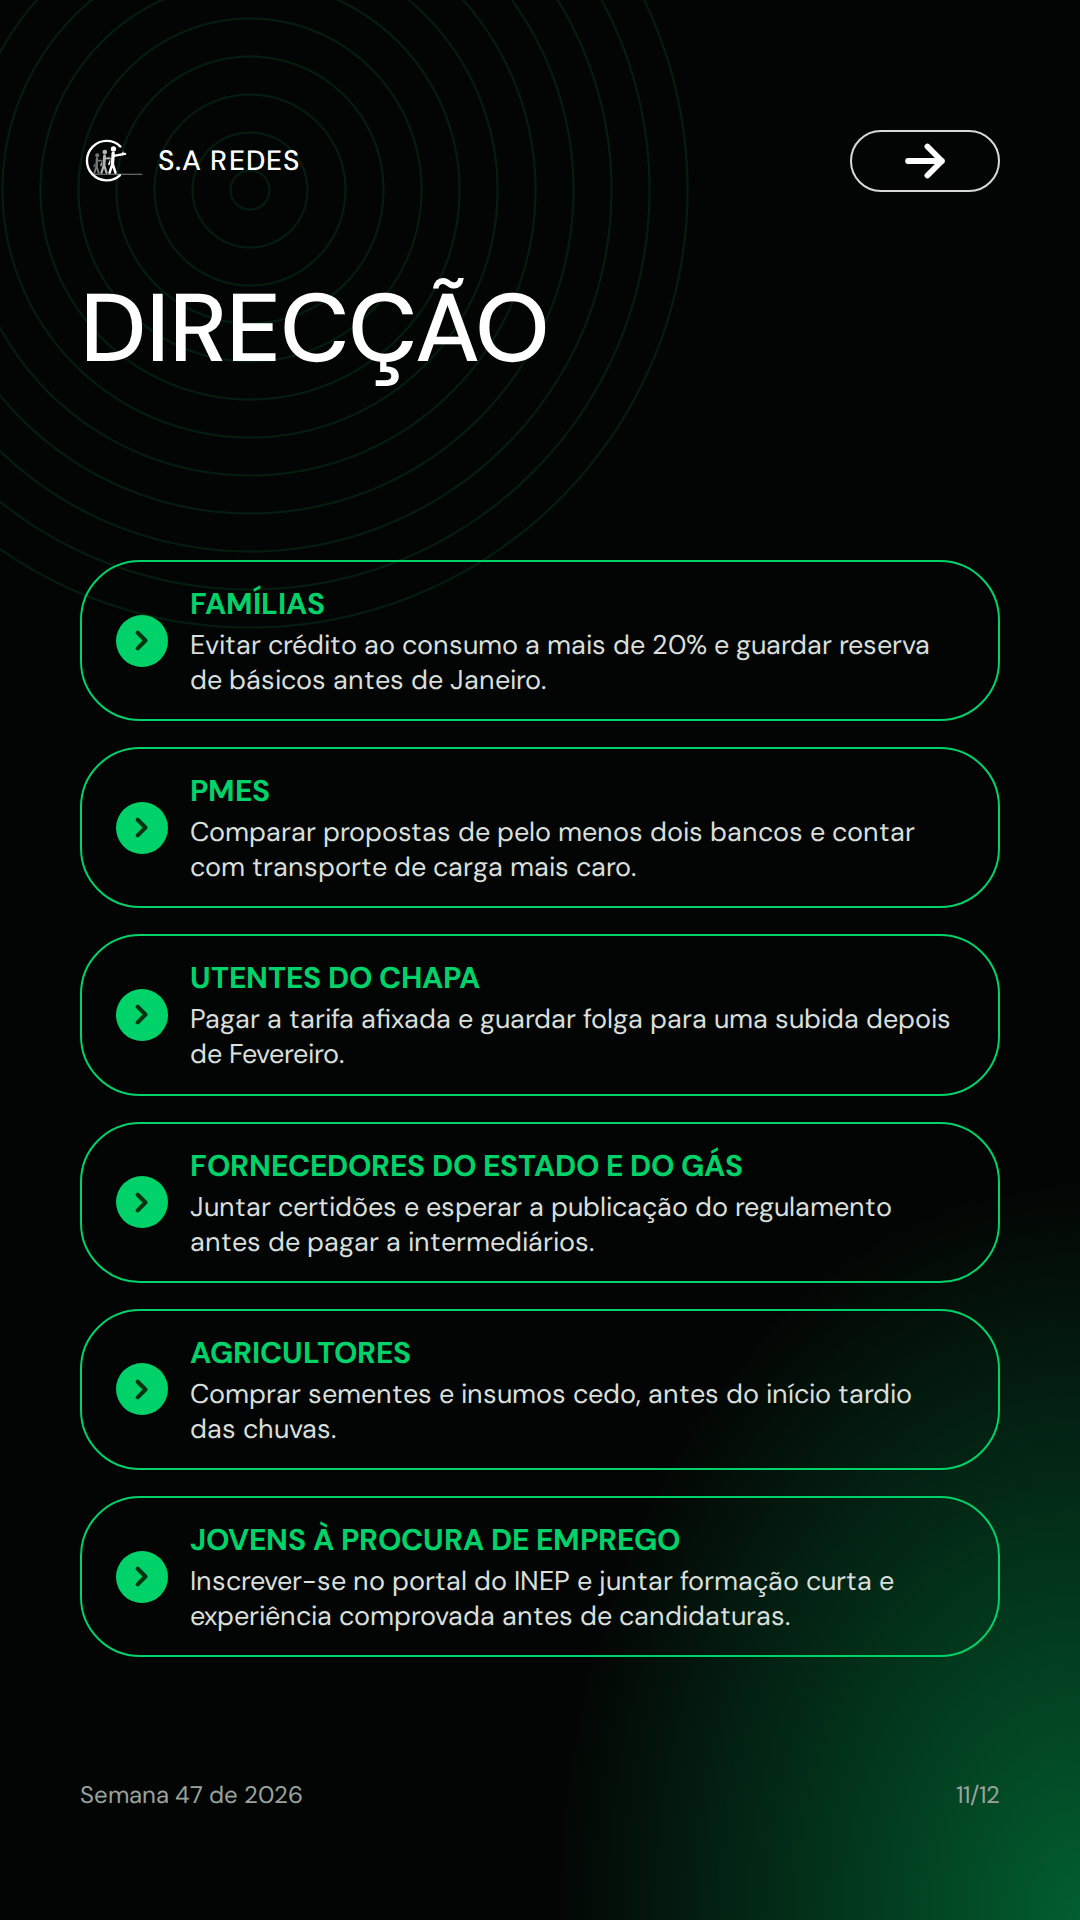 S.A REDES
DIRECÇÃO
FAMÍLIAS
Evitar crédito ao consumo a mais de 20% e guardar reserva
de básicos antes de Janeiro.
PMES
Comparar propostas de pelo menos dois bancos e contar
com transporte de carga mais caro.
UTENTES DO CHAPA
Pagar a tarifa afixada e guardar folga para uma subida depois
de Fevereiro.
FORNECEDORES DO ESTADO E DO GÁS
Juntar certidões e esperar a publicação do regulamento
antes de pagar a intermediários.
AGRICULTORES
Comprar sementes e insumos cedo, antes do início tardio
das chuvas.
JOVENS À PROCURA DE EMPREGO
Inscrever-se no portal do INEP e juntar formação curta e
experiência comprovada antes de candidaturas.
Semana 47 de 2026
11/12